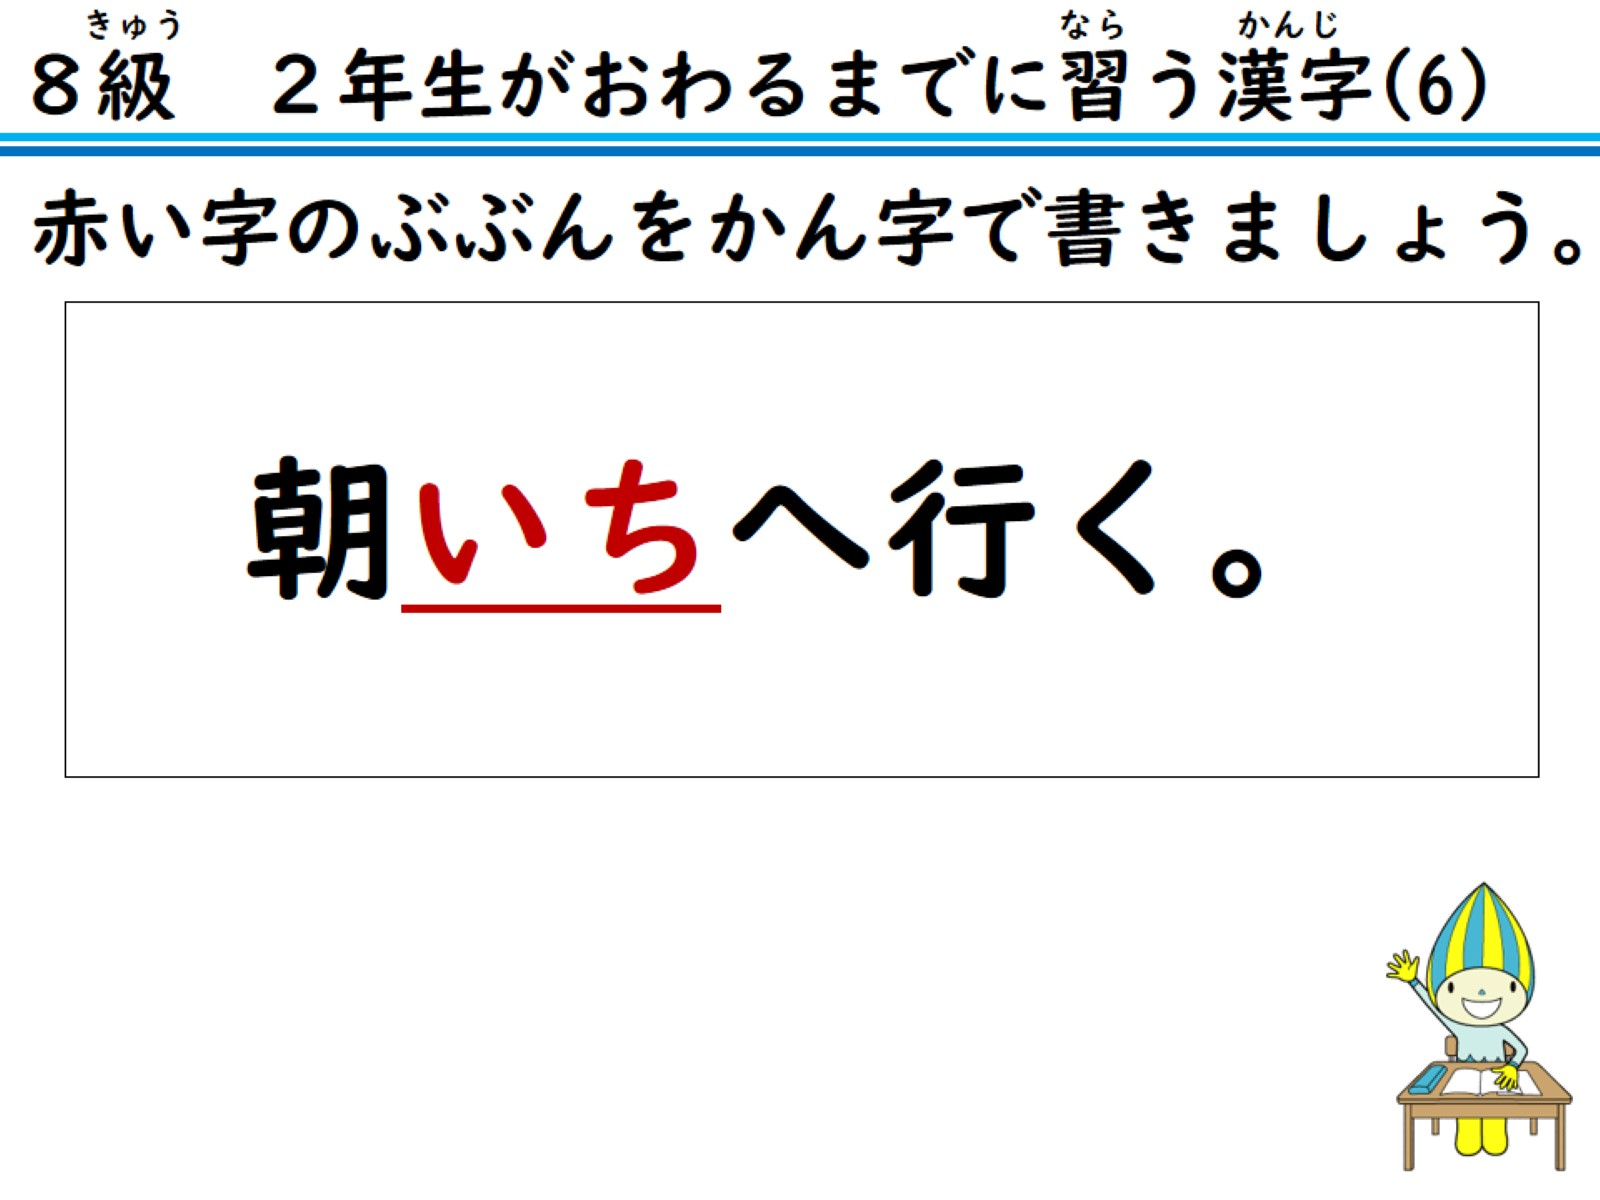 きゅう なら かんじ
８級　２年生がおわるまでに習う漢字(6)
赤い字のぶぶんをかん字で書きましょう。
朝いちへ行く。